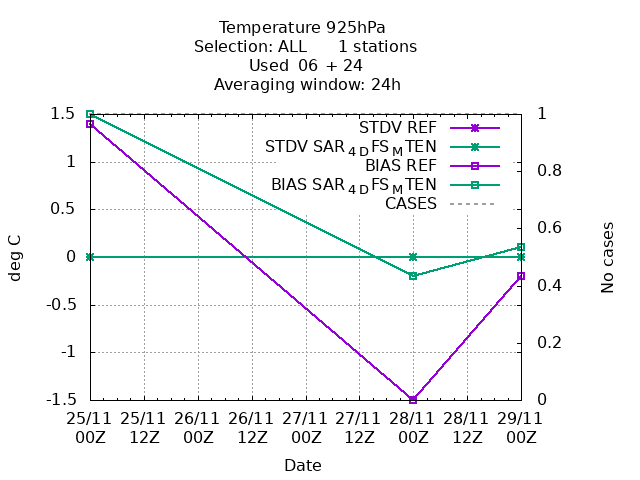 Temperature 925hPa
Selection: ALL 1 stations
Used 06 + 24
Averaging window: 24h
1.5
1
0.5
0
-0.5
-1
-1.5
deg C
1
0.8
0.6
0.4
0.2
0
No cases
STDV REF
STDV SAR4DFSMTEN
BIAS REF
BIAS SAR4DFSMTEN
CASES
25/11 25/11 26/11 26/11 27/11 27/11 28/11 28/11 29/11
00Z 12Z 00Z 12Z 00Z 12Z 00Z 12Z 00Z
Date